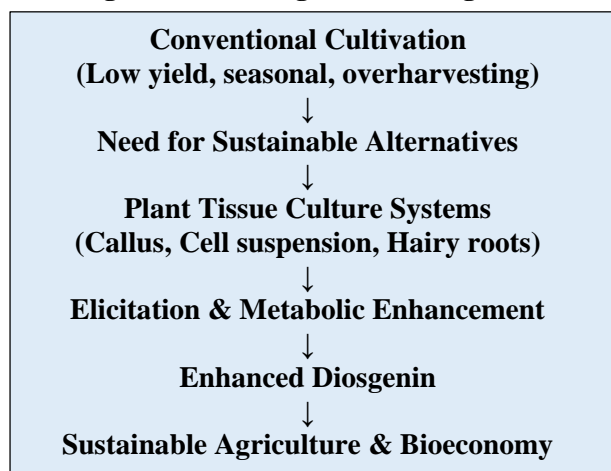 Conventional Cultivation
(Low yield, seasonal, overharvesting)
↓
Need for Sustainable Alternatives
↓
Plant Tissue Culture Systems
(Callus, Cell suspension, Hairy roots)
↓
Elicitation & Metabolic Enhancement
↓
Enhanced Diosgenin
↓
Sustainable Agriculture & Bioeconomy